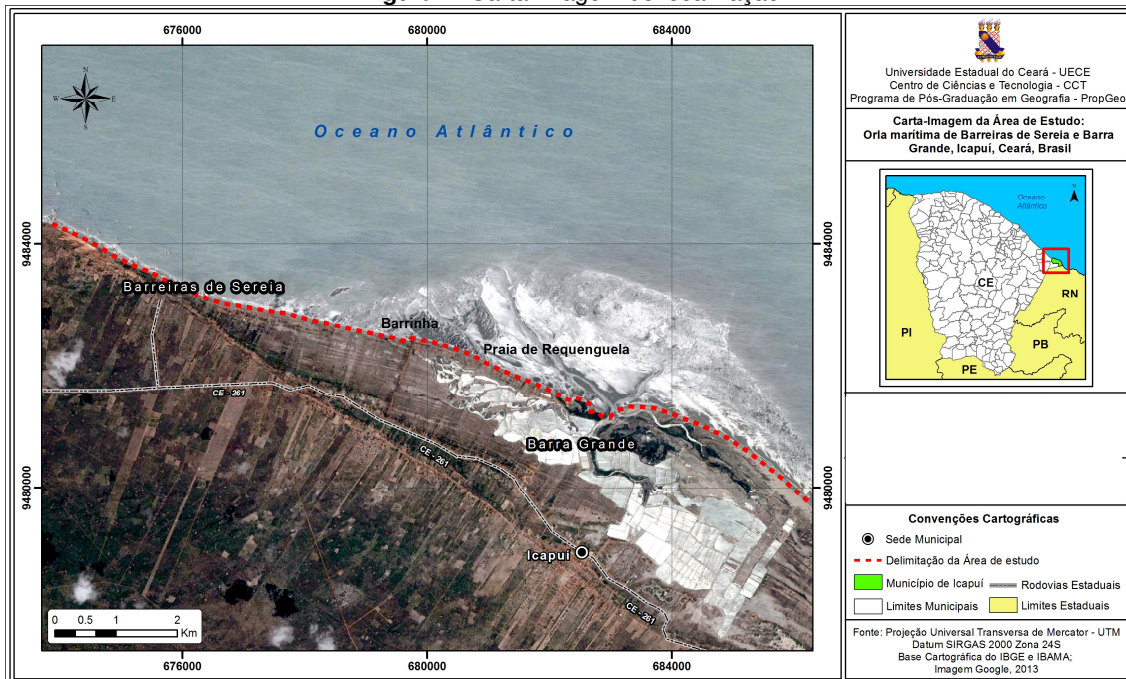 676000
680000
684000
N
W
E
S
Oceano Atlântico
9484000
9484000
Barreiras de Sereia
Barrinha
Praia de Requenguela
CE - 261
Barra Grande
CE - 261
9480000
9480000
Icapuí
CE - 261
0 0.5 1 2
Km
676000
680000
684000
Universidade Estadual do Ceará - UECE
Centro de Ciências e Tecnologia - CCT
Programa de Pós-Graduação em Geografia - PropGeo
Carta-Imagem da Área de Estudo:
Orla marítima de Barreiras de Sereia e Barra
Grande, Icapuí, Ceará, Brasil
Oceano
Atlântico
CE
RN
PI
PB
PE
Convenções Cartográficas
Sede Municipal
Delimitação da Área de estudo
Município de Icapuí
Rodovias Estaduais
Limites Municipais
Limites Estaduais
Fonte: Projeção Universal Transversa de Mercator - UTM
Datum SIRGAS 2000 Zona 24S
Base Cartográfica do IBGE e IBAMA;
Imagem Google, 2013